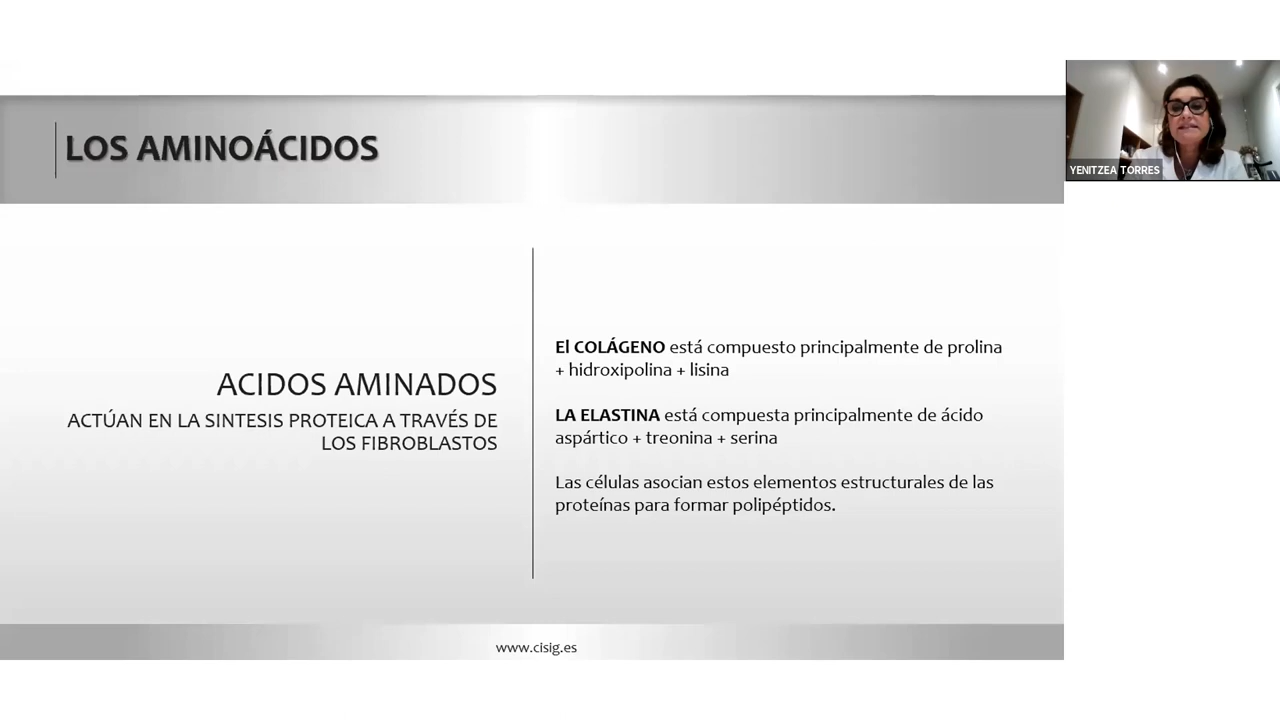 LOS AMINOÁCIDOS
YENITZEA TORRES
ACIDOS AMINADOS
ACTÚAN EN LA SINTESIS PROTEICA A TRAVÉS DE
LOS FIBROBLASTOS
El COLÁGENO está compuesto principalmente de prolina
+ hidroxipolina + lisina
LA ELASTINA está compuesta principalmente de ácido
aspártico + treonina + serina
Las células asocian estos elementos estructurales de las
proteínas para formar polipéptidos.
www.cisig.es